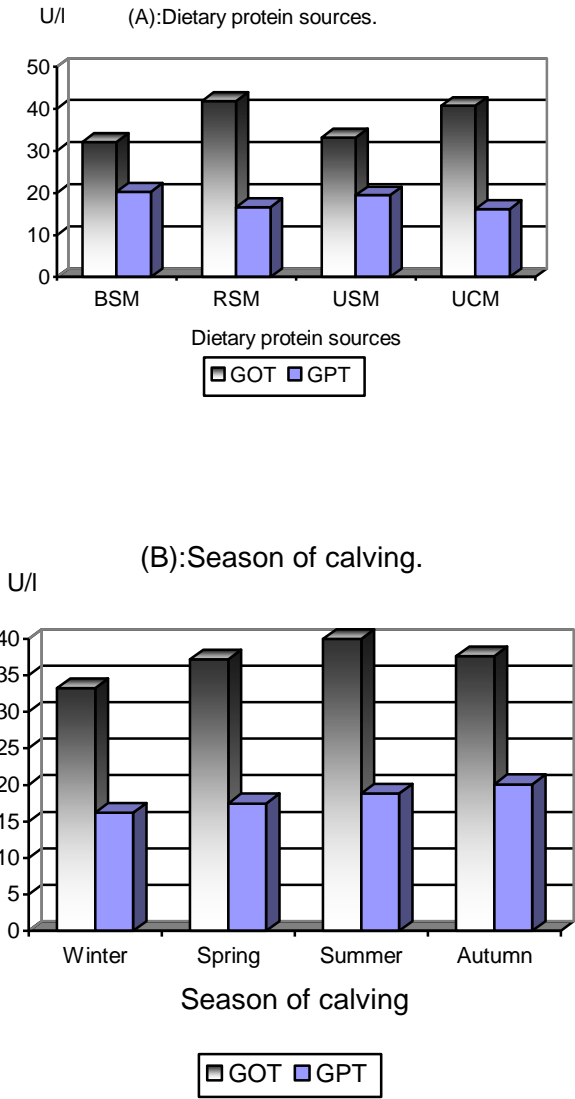 U/l (A):Dietary protein sources.
50
40
30
20
10
0
BSM RSM USM UCM
Dietary protein sources
GOT GPT
(B):Season of calving.
U/l
40
35
30
25
20
15
10
5
0
Winter Spring Summer Autumn
Season of calving
GOT GPT